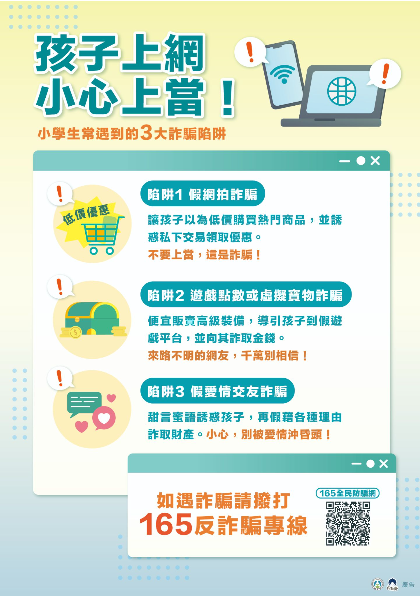 孩子上網
小心上當！
小學生常遇到的3大詐騙陷阱
陷阱1 假網拍詐騙
低價優惠
讓孩子以為低價購買熱門商品，並誘
惑私下交易領取優惠。
不要上當，這是詐騙！
陷阱2 遊戲點數或虛擬寶物詐騙
便宜販賣高級裝備，導引孩子到假遊
戲平台，並向其詐取金錢。
來路不明的網友，千萬別相信！
陷阱3 假愛情交友詐騙
甜言蜜語誘惑孩子，再假藉各種理由
詐取財產。小心，別被愛情沖昏頭！
如遇詐騙請撥打
165反詐騙專線
165全民防騙網
廣告